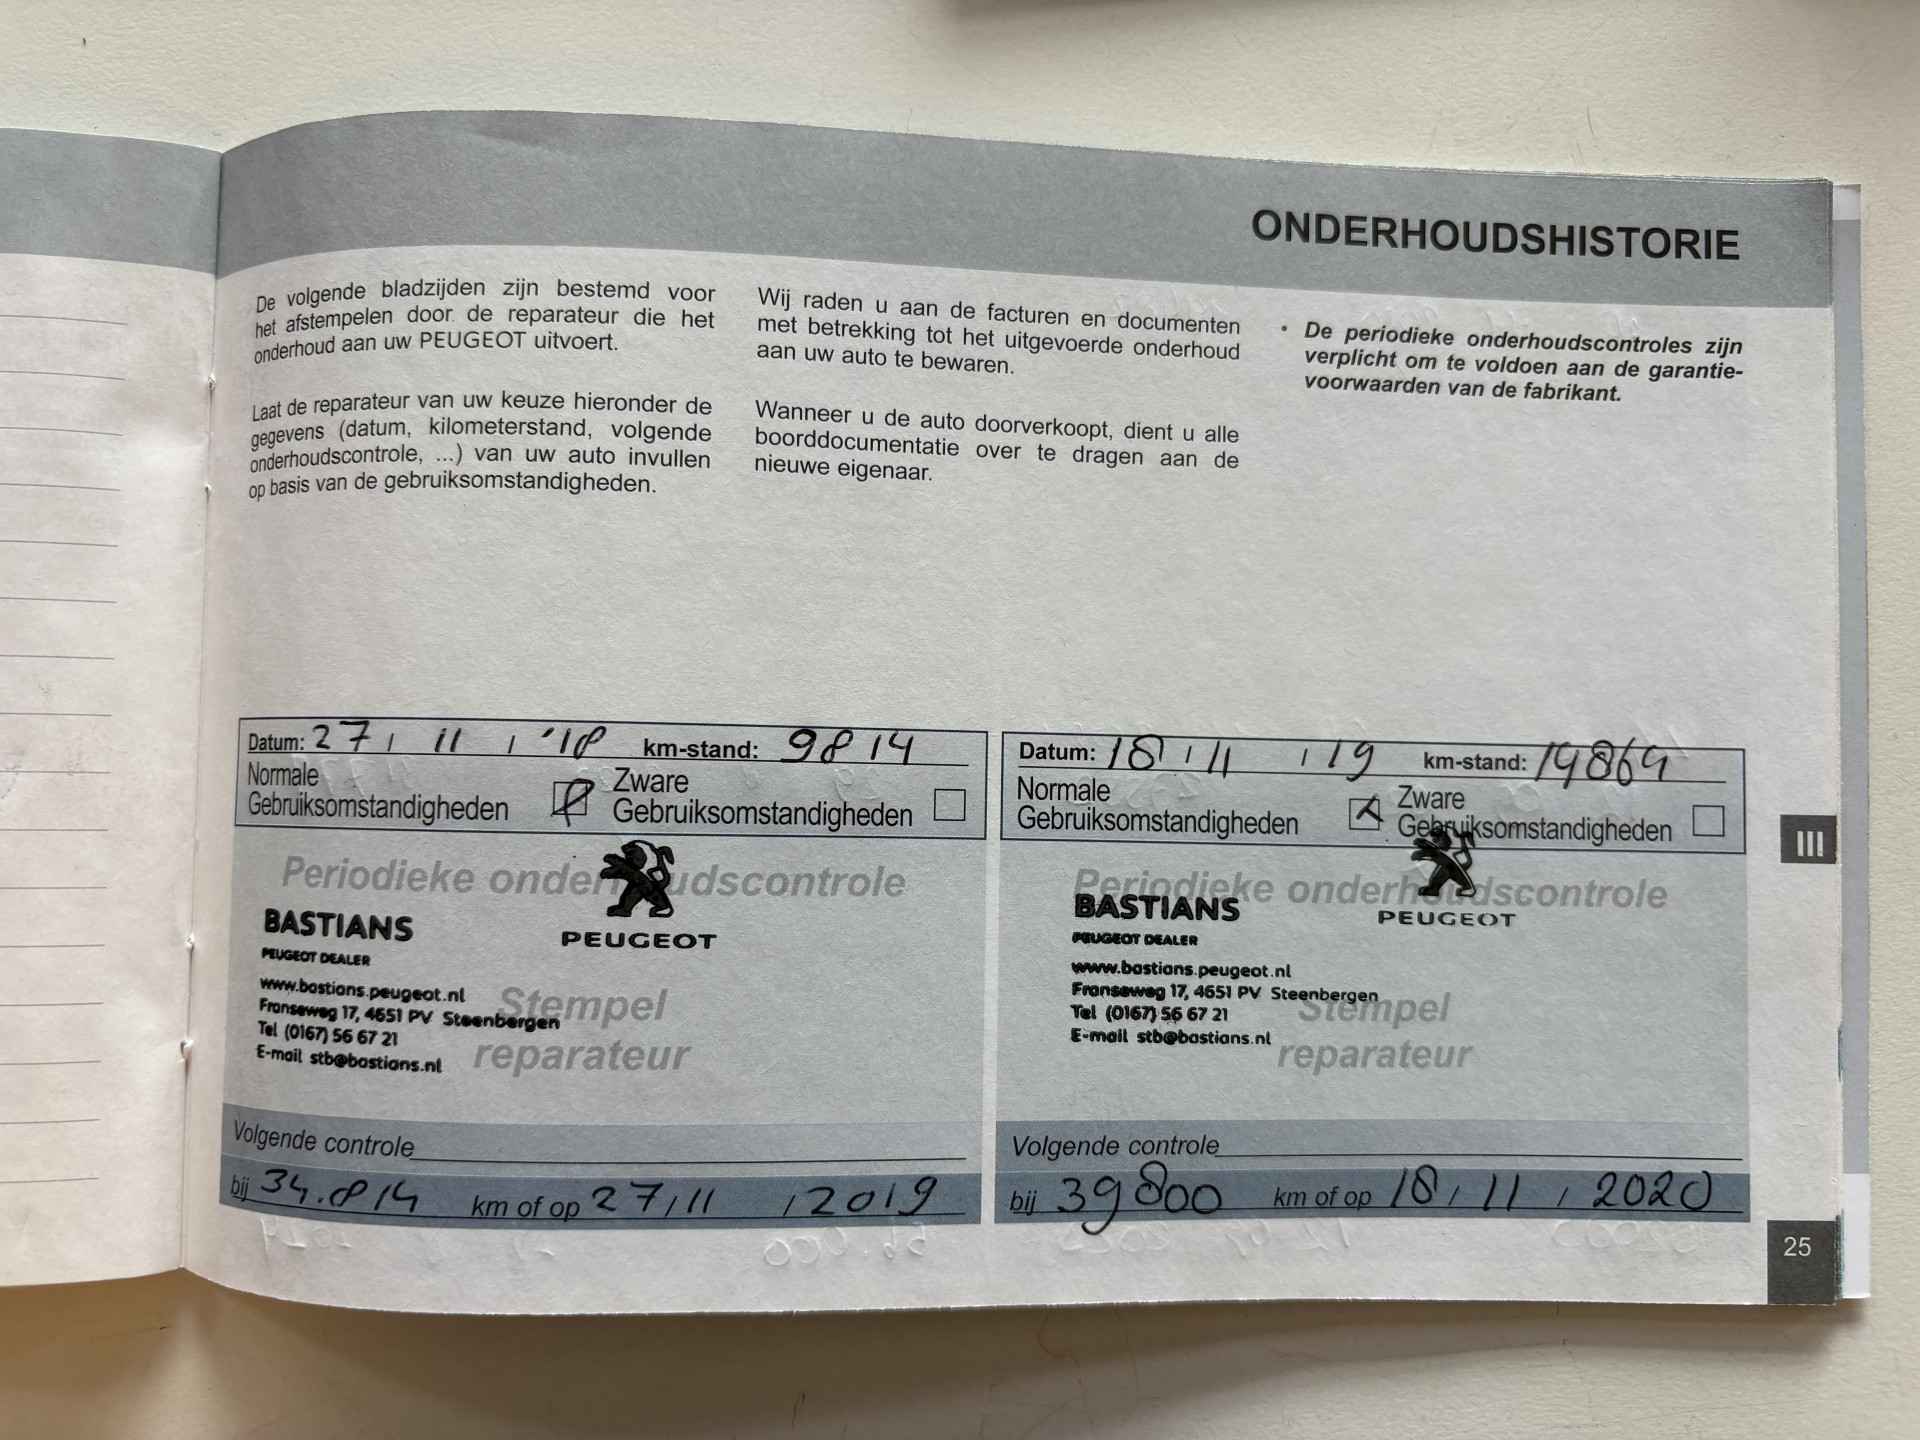 ONDERHOUDSHISTORIE
De volgende bladzijden zijn bestemd voor
het afstempelen door de reparateur die het
onderhoud aan uw PEUGEOT uitvoert.
Laat de reparateur van uw keuze hieronder de
gegevens (datum, kilometerstand, volgende
onderhoudscontrole, ...) van uw auto invullen
op basis van de gebruiksomstandigheden.
Wij raden u aan de facturen en documenten
met betrekking tot het uitgevoerde onderhoud
aan uw auto te bewaren.
Wanneer u de auto doorverkoopt, dient u alle
boorddocumentatie over te dragen aan de
nieuwe eigenaar.
• De periodieke onderhoudscontroles zijn
verplicht om te voldoen aan de garantie-
voorwaarden van de fabrikant.
Datum: 27 / 11 / '18 km-stand: 9814
Normale
Gebruiksomstandigheden
Zware
Gebruiksomstandigheden
Periodieke onderhoudscontrole
BASTIANS
PEUGEOT
PEUGEOT DEALER
www.bastians.peugeot.nl
Franseweg 17, 4651 PV Steenbergen
Tel (0167) 56 67 21
E-mail stb@bastians.nl
Stempel
reparateur
Volgende controle
bij 34.814 km of op 27 / 11 / 2019
Datum: 18 / 11 / 19 km-stand: 19864
Normale
Gebruiksomstandigheden
Zware
Gebruiksomstandigheden
Periodieke onderhoudscontrole
BASTIANS
PEUGEOT
PEUGEOT DEALER
www.bastians.peugeot.nl
Franseweg 17, 4651 PV Steenbergen
Tel (0167) 56 67 21
E-mail stb@bastians.nl
Stempel
reparateur
Volgende controle
bij 39800 km of op 18 / 11 / 2020
III
25